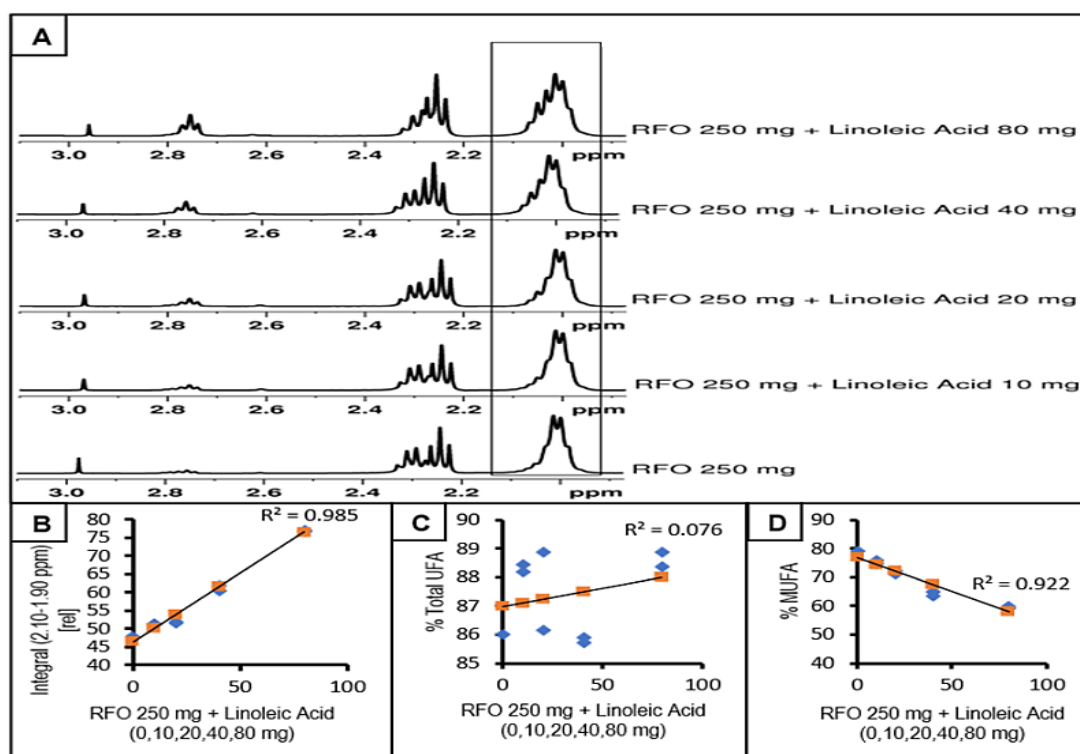 A
3.0 2.8 2.6 2.4 2.2 ppm
RFO 250 mg + Linoleic Acid 80 mg
3.0 2.8 2.6 2.4 2.2 ppm
RFO 250 mg + Linoleic Acid 40 mg
3.0 2.8 2.6 2.4 2.2 ppm
RFO 250 mg + Linoleic Acid 20 mg
3.0 2.8 2.6 2.4 2.2 ppm
RFO 250 mg + Linoleic Acid 10 mg
3.0 2.8 2.6 2.4 2.2 ppm
RFO 250 mg
B
R² = 0.985
Integral (2.10-1.90 ppm)
[rel]
80
75
70
65
60
55
50
45
40
0 50 100
RFO 250 mg + Linoleic Acid
(0,10,20,40,80 mg)
C
R² = 0.076
% Total UFA
90
89
88
87
86
85
0 50 100
RFO 250 mg + Linoleic Acid
(0,10,20,40,80 mg)
D
R² = 0.922
% MUFA
90
80
70
60
50
40
0 50 100
RFO 250 mg + Linoleic Acid
(0,10,20,40,80 mg)